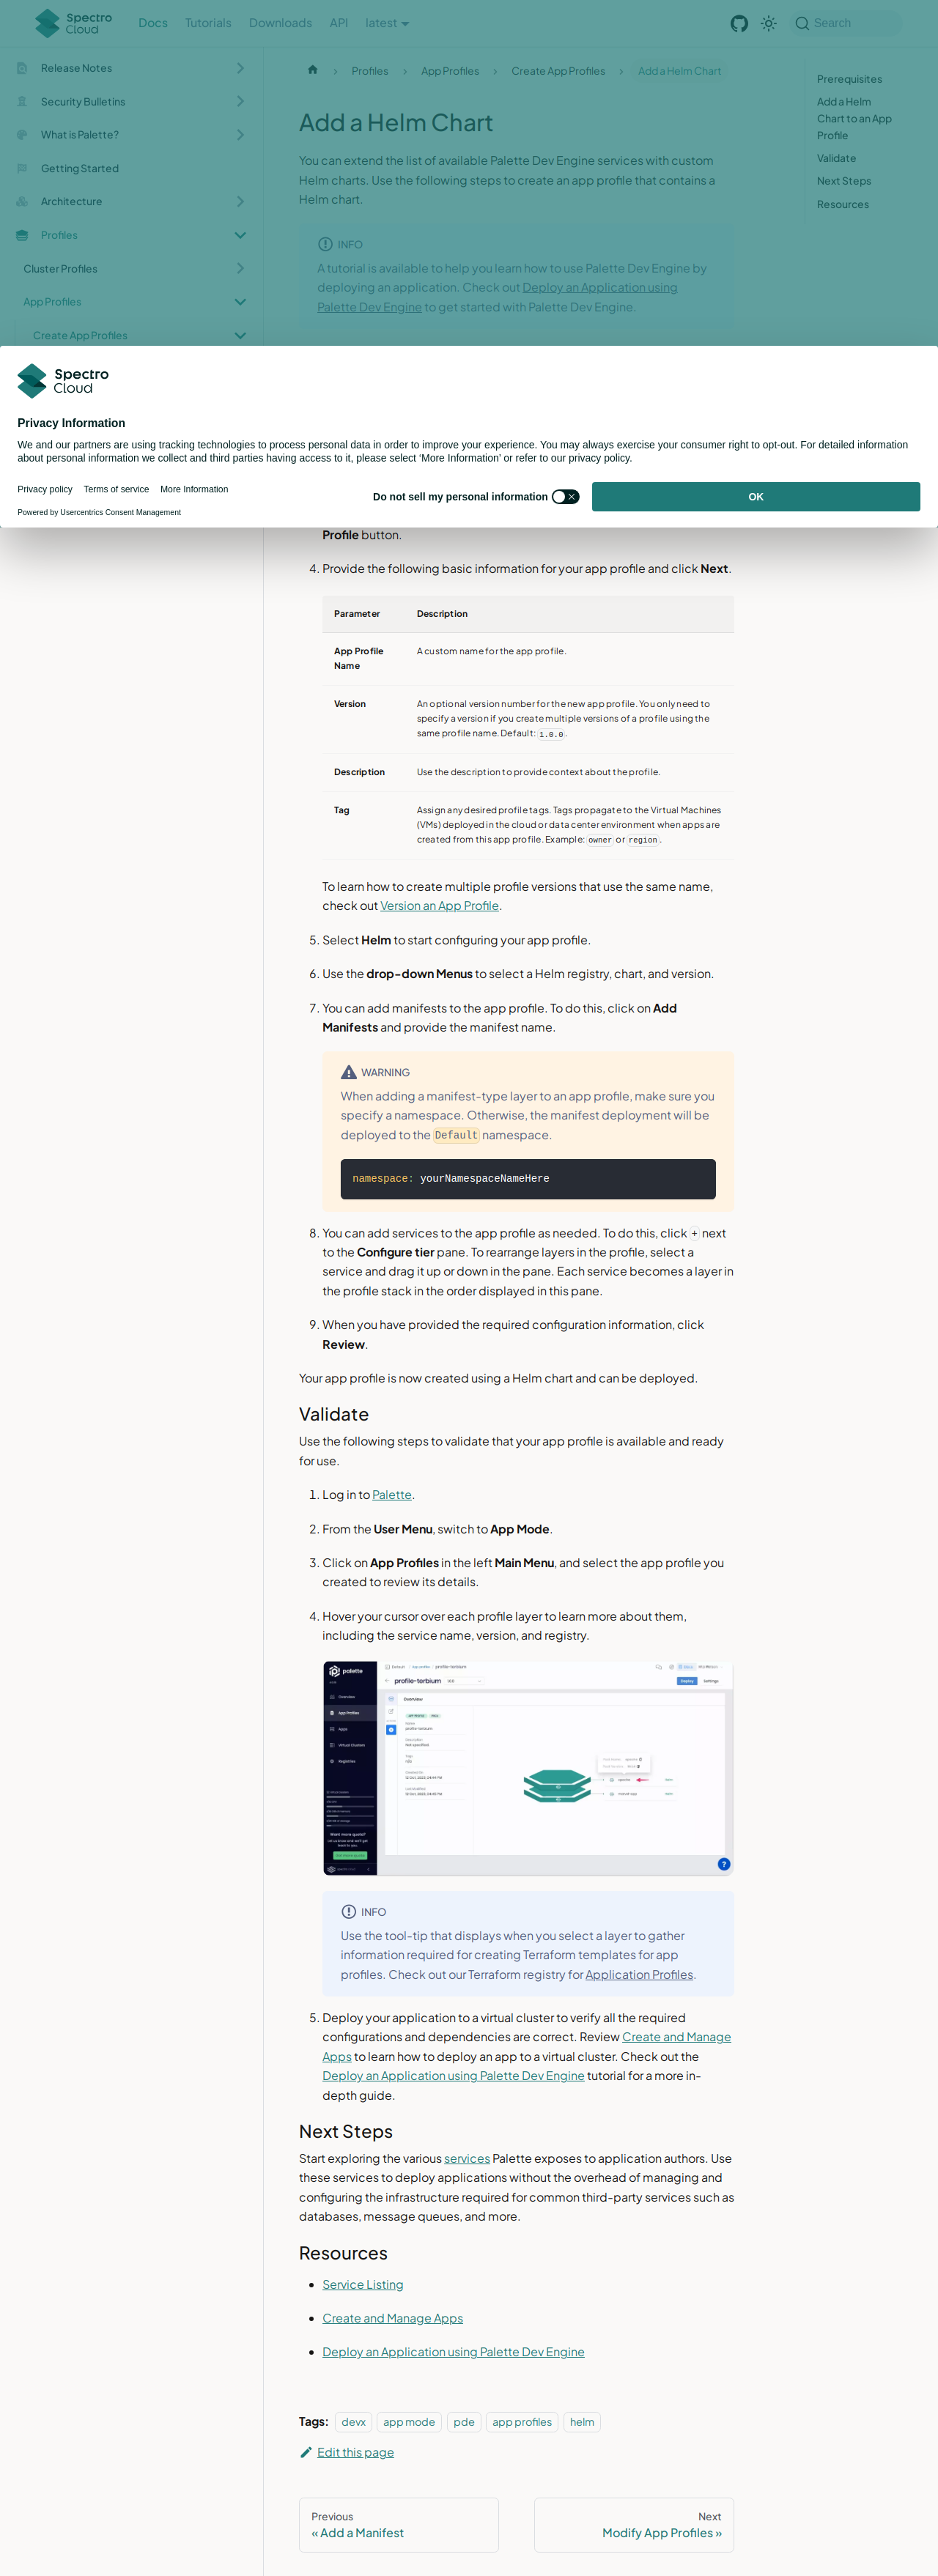 Spectro Cloud
Docs
Tutorials
Downloads
API
latest
Search
Release Notes
Security Bulletins
What is Palette?
Getting Started
Architecture
Profiles
Cluster Profiles
App Profiles
Create App Profiles
Profiles
App Profiles
Create App Profiles
Add a Helm Chart
Add a Helm Chart
You can extend the list of available Palette Dev Engine services with custom
Helm charts. Use the following steps to create an app profile that contains a
Helm chart.
INFO
A tutorial is available to help you learn how to use Palette Dev Engine by
deploying an application. Check out Deploy an Application using
Palette Dev Engine to get started with Palette Dev Engine.
Prerequisites
Add a Helm
Chart to an App
Profile
Validate
Next Steps
Resources
Spectro
Cloud
Privacy Information
We and our partners are using tracking technologies to process personal data in order to improve your experience. You may always exercise your consumer right to opt-out. For detailed information
about personal information we collect and third parties having access to it, please select ‘More Information’ or refer to our privacy policy.
Privacy policy
Terms of service
More Information
Powered by Usercentrics Consent Management
Do not sell my personal information
OK
Profile button.
4. Provide the following basic information for your app profile and click Next.
Parameter Description
App Profile A custom name for the app profile.
Name
Version An optional version number for the new app profile. You only need to
specify a version if you create multiple versions of a profile using the
same profile name. Default: 1.0.0.
Description Use the description to provide context about the profile.
Tag Assign any desired profile tags. Tags propagate to the Virtual Machines
(VMs) deployed in the cloud or data center environment when apps are
created from this app profile. Example: owner or region.
To learn how to create multiple profile versions that use the same name,
check out Version an App Profile.
5. Select Helm to start configuring your app profile.
6. Use the drop-down Menus to select a Helm registry, chart, and version.
7. You can add manifests to the app profile. To do this, click on Add
Manifests and provide the manifest name.
WARNING
When adding a manifest-type layer to an app profile, make sure you
specify a namespace. Otherwise, the manifest deployment will be
deployed to the Default namespace.
namespace: yourNamespaceNameHere
8. You can add services to the app profile as needed. To do this, click + next
to the Configure tier pane. To rearrange layers in the profile, select a
service and drag it up or down in the pane. Each service becomes a layer in
the profile stack in the order displayed in this pane.
9. When you have provided the required configuration information, click
Review.
Your app profile is now created using a Helm chart and can be deployed.
Validate
Use the following steps to validate that your app profile is available and ready
for use.
1. Log in to Palette.
2. From the User Menu, switch to App Mode.
3. Click on App Profiles in the left Main Menu, and select the app profile you
created to review its details.
4. Hover your cursor over each profile layer to learn more about them,
including the service name, version, and registry.
palette
Overview
App Profiles
Apps
Virtual Clusters
Registries
Default
profile-terbium
profile-terbium
Deploy
Settings
Overview
INFO
Use the tool-tip that displays when you select a layer to gather
information required for creating Terraform templates for app
profiles. Check out our Terraform registry for Application Profiles.
5. Deploy your application to a virtual cluster to verify all the required
configurations and dependencies are correct. Review Create and Manage
Apps to learn how to deploy an app to a virtual cluster. Check out the
Deploy an Application using Palette Dev Engine tutorial for a more in-
depth guide.
Next Steps
Start exploring the various services Palette exposes to application authors. Use
these services to deploy applications without the overhead of managing and
configuring the infrastructure required for common third-party services such as
databases, message queues, and more.
Resources
Service Listing
Create and Manage Apps
Deploy an Application using Palette Dev Engine
Tags: devx app mode pde app profiles helm
Edit this page
Previous
« Add a Manifest
Next
Modify App Profiles »